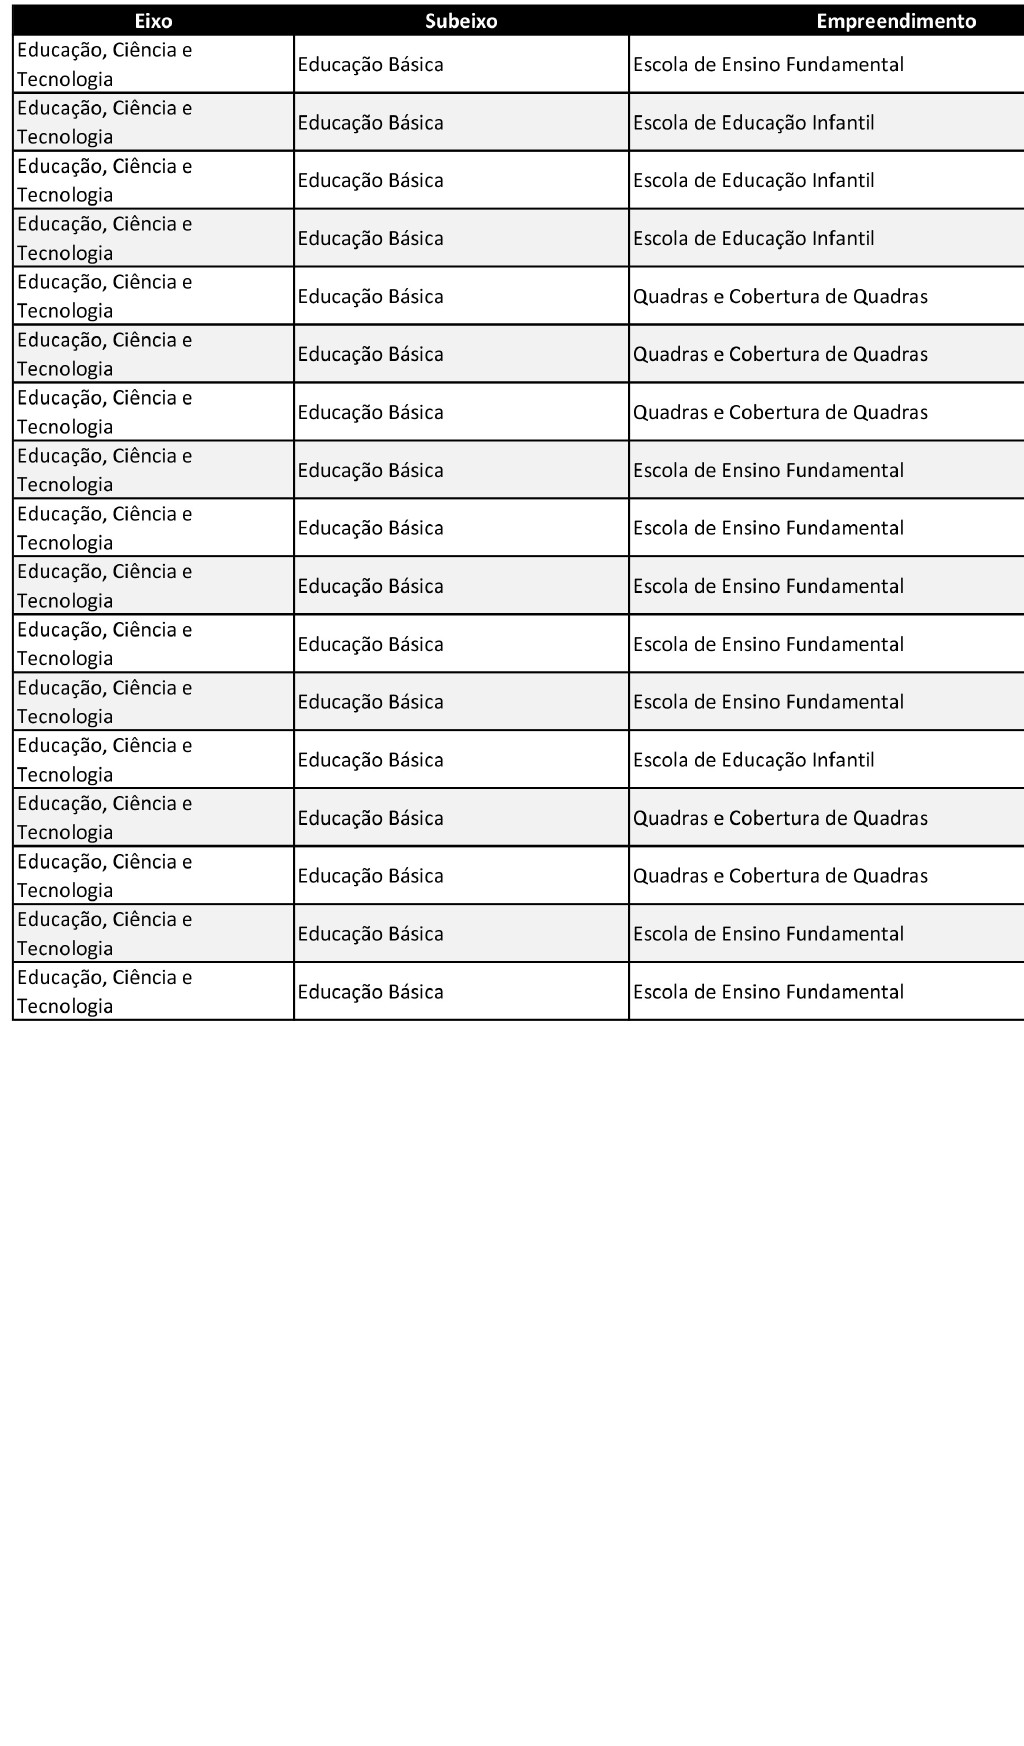 Eixo Subeixo Empreendimento
Educação, Ciência e
Tecnologia Educação Básica Escola de Ensino Fundamental
Educação, Ciência e
Tecnologia Educação Básica Escola de Educação Infantil
Educação, Ciência e
Tecnologia Educação Básica Escola de Educação Infantil
Educação, Ciência e
Tecnologia Educação Básica Escola de Educação Infantil
Educação, Ciência e
Tecnologia Educação Básica Quadras e Cobertura de Quadras
Educação, Ciência e
Tecnologia Educação Básica Quadras e Cobertura de Quadras
Educação, Ciência e
Tecnologia Educação Básica Quadras e Cobertura de Quadras
Educação, Ciência e
Tecnologia Educação Básica Escola de Ensino Fundamental
Educação, Ciência e
Tecnologia Educação Básica Escola de Ensino Fundamental
Educação, Ciência e
Tecnologia Educação Básica Escola de Ensino Fundamental
Educação, Ciência e
Tecnologia Educação Básica Escola de Ensino Fundamental
Educação, Ciência e
Tecnologia Educação Básica Escola de Ensino Fundamental
Educação, Ciência e
Tecnologia Educação Básica Escola de Educação Infantil
Educação, Ciência e
Tecnologia Educação Básica Quadras e Cobertura de Quadras
Educação, Ciência e
Tecnologia Educação Básica Quadras e Cobertura de Quadras
Educação, Ciência e
Tecnologia Educação Básica Escola de Ensino Fundamental
Educação, Ciência e
Tecnologia Educação Básica Escola de Ensino Fundamental